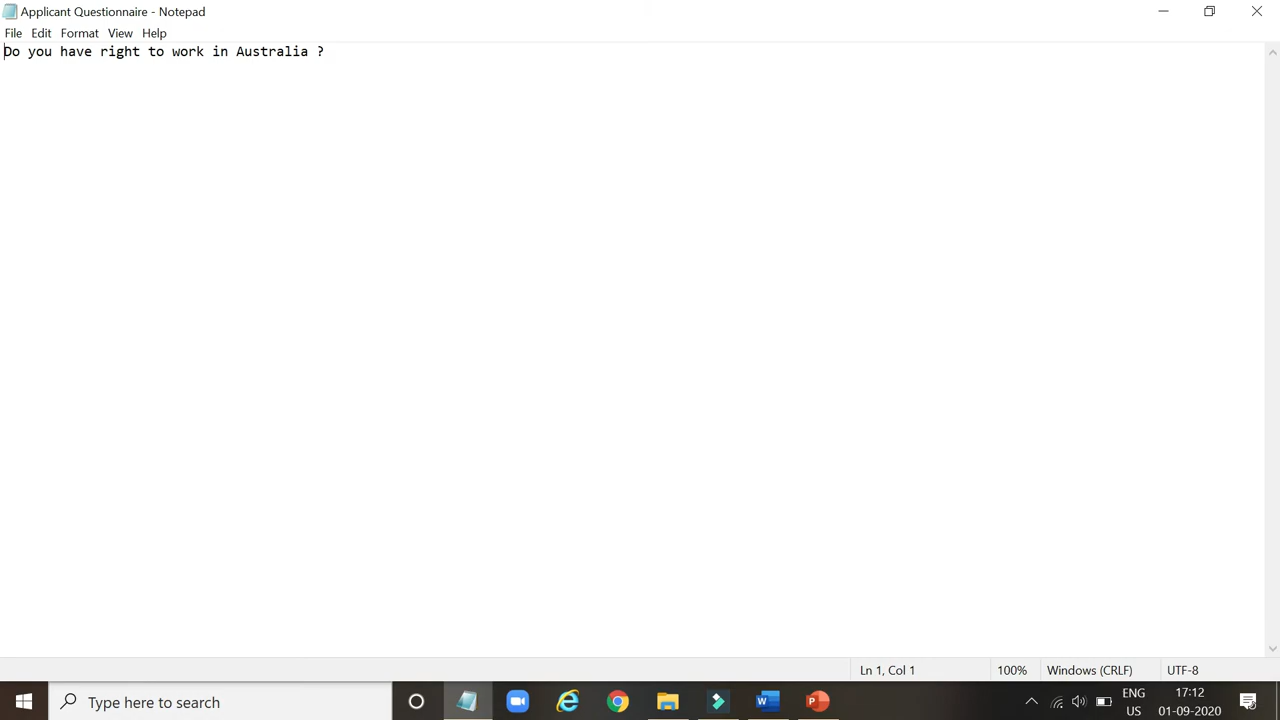 Applicant Questionnaire - Notepad
File Edit Format View Help
Do you have right to work in Australia ?
Ln 1, Col 1 100% Windows (CRLF) UTF-8
Type here to search
ENG 17:12
US 01-09-2020